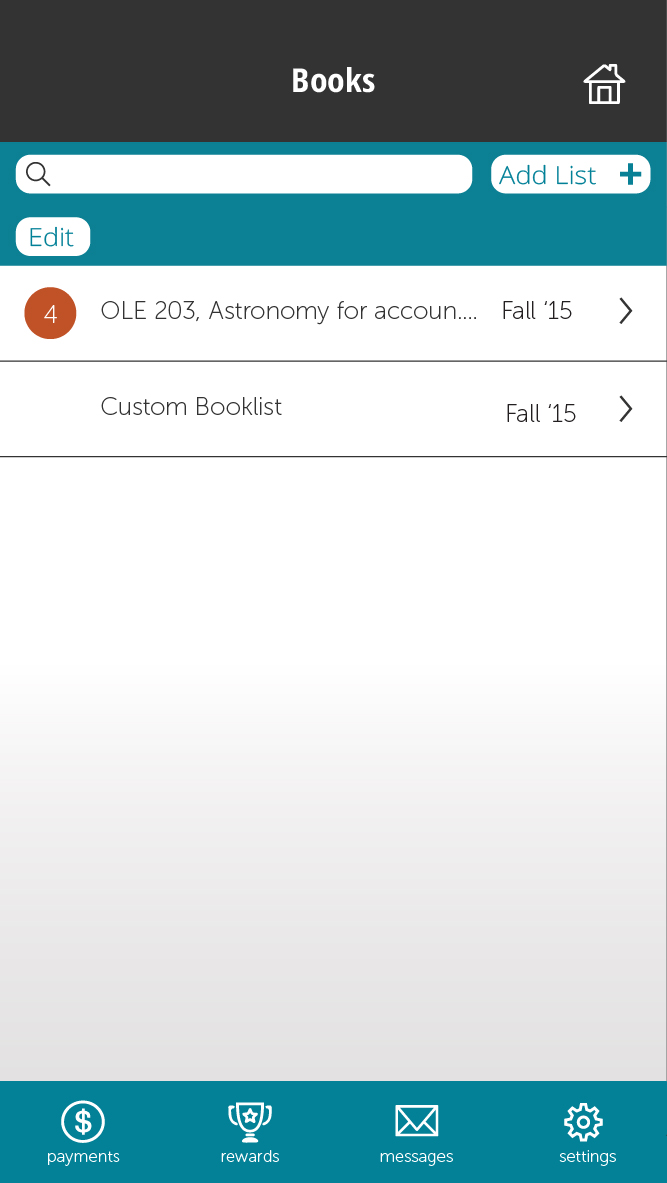 Books
Add List
Edit
4 OLE 203, Astronomy for accoun.... Fall ‘15
Custom Booklist Fall ‘15
payments rewards messages settings